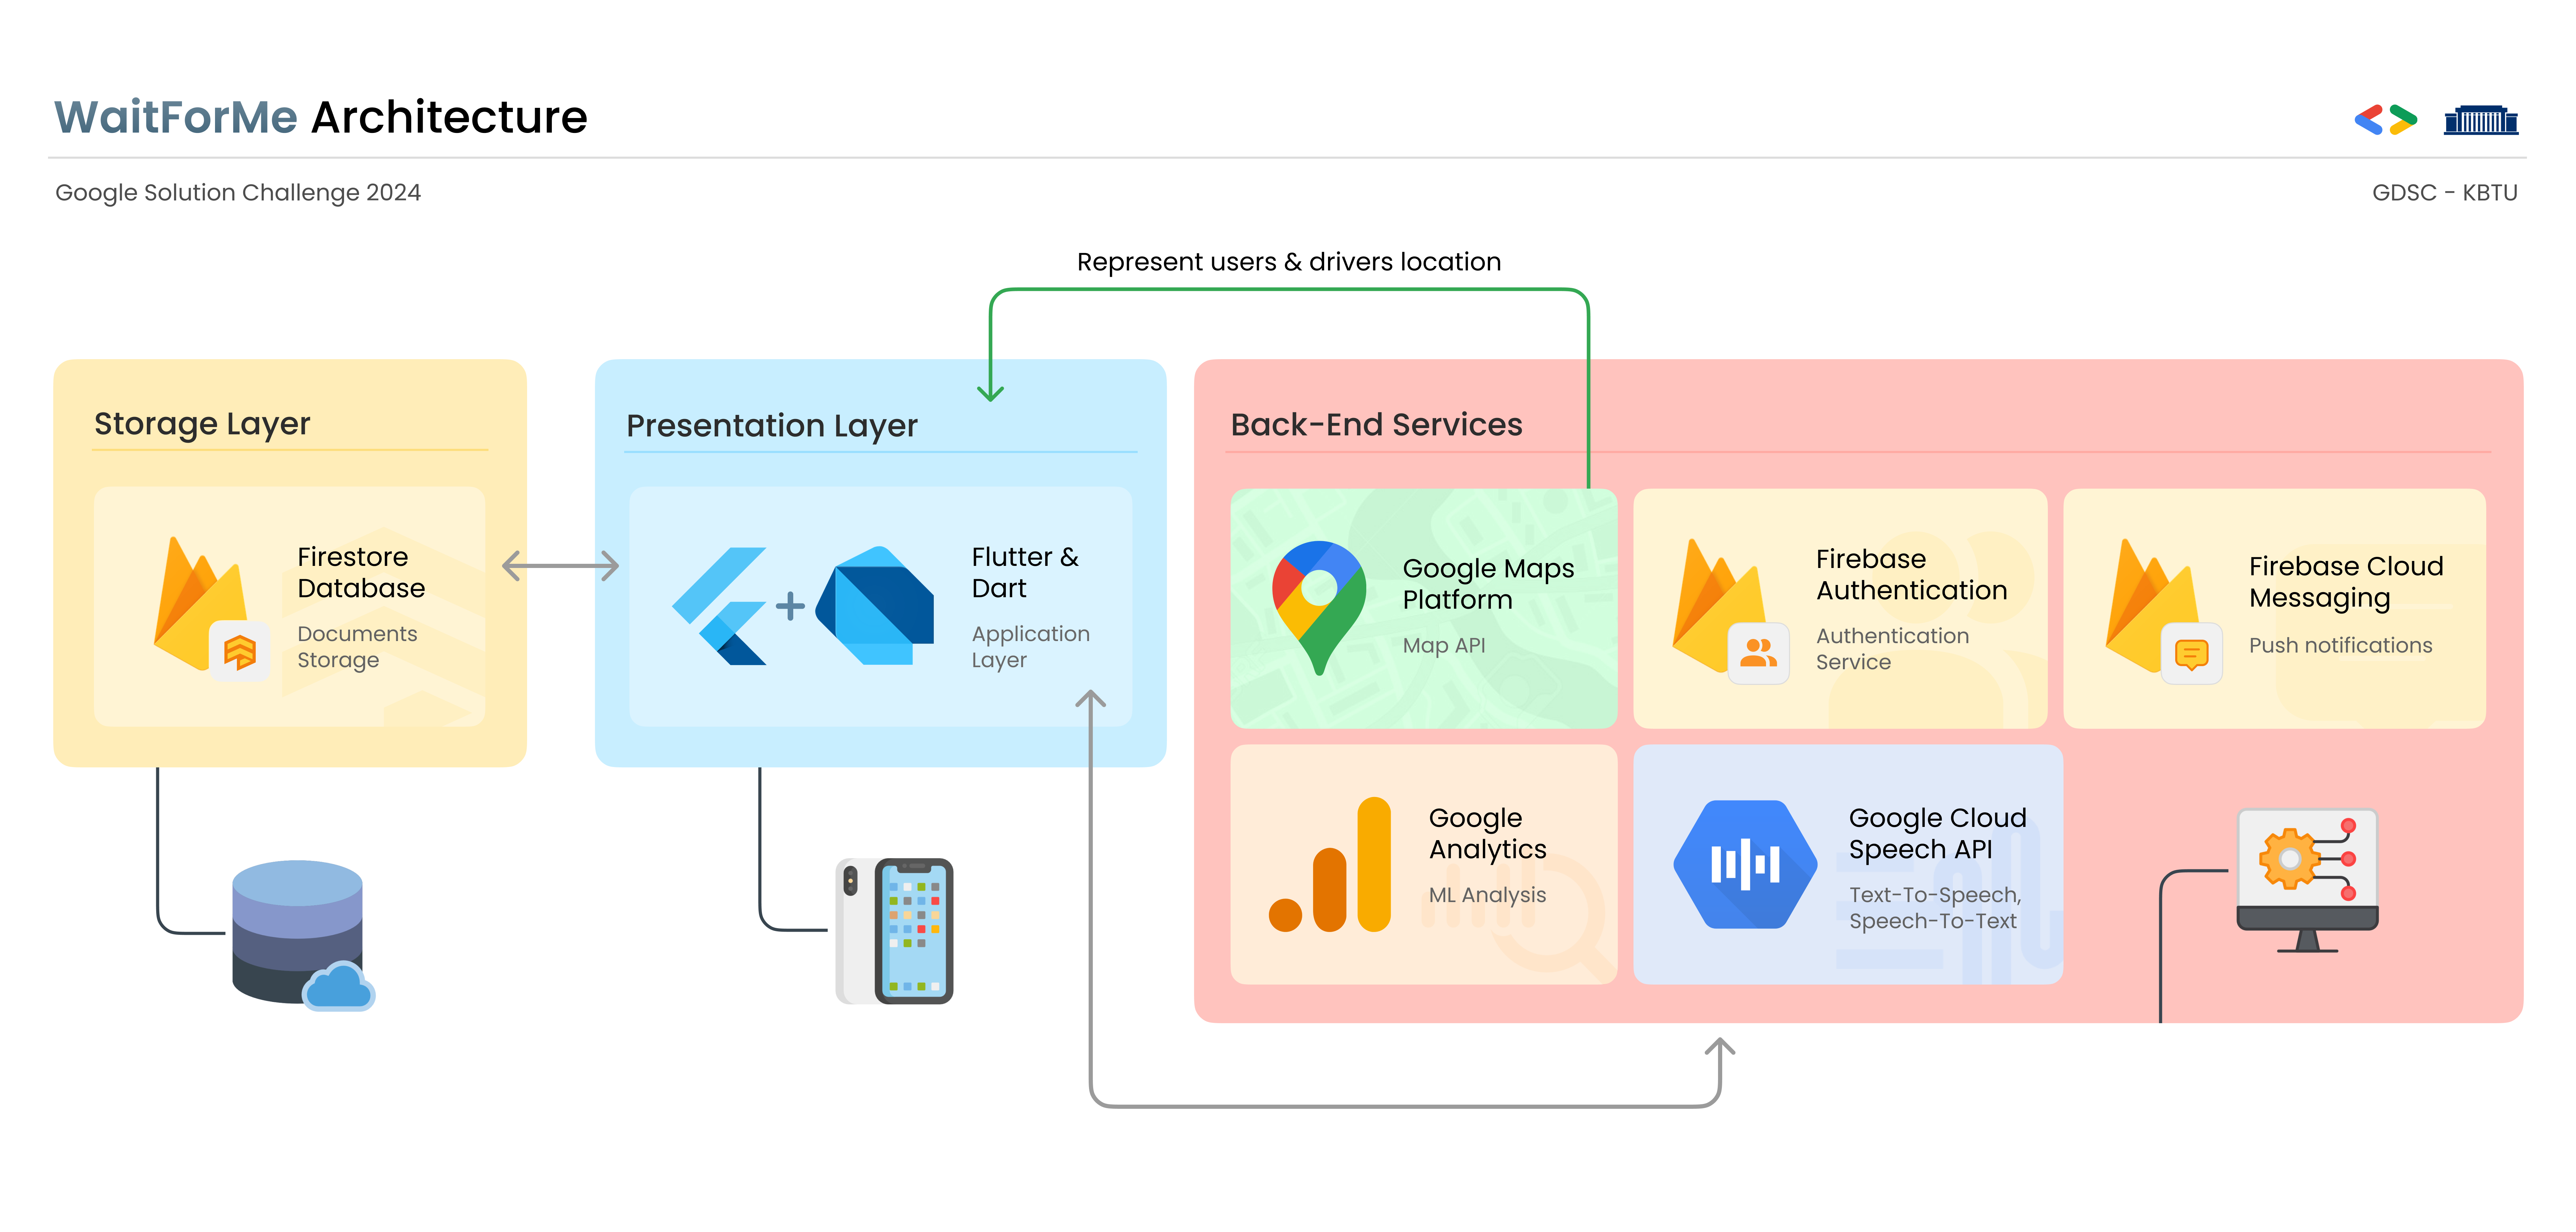 WaitForMe Architecture
Google Solution Challenge 2024
GDSC - KBTU
Represent users & drivers location
Storage Layer
Firestore
Database
Documents
Storage
Presentation Layer
Flutter &
Dart
Application
Layer
Back-End Services
Google Maps
Platform
Map API
Firebase
Authentication
Authentication
Service
Firebase Cloud
Messaging
Push notifications
Google
Analytics
ML Analysis
Google Cloud
Speech API
Text-To-Speech,
Speech-To-Text